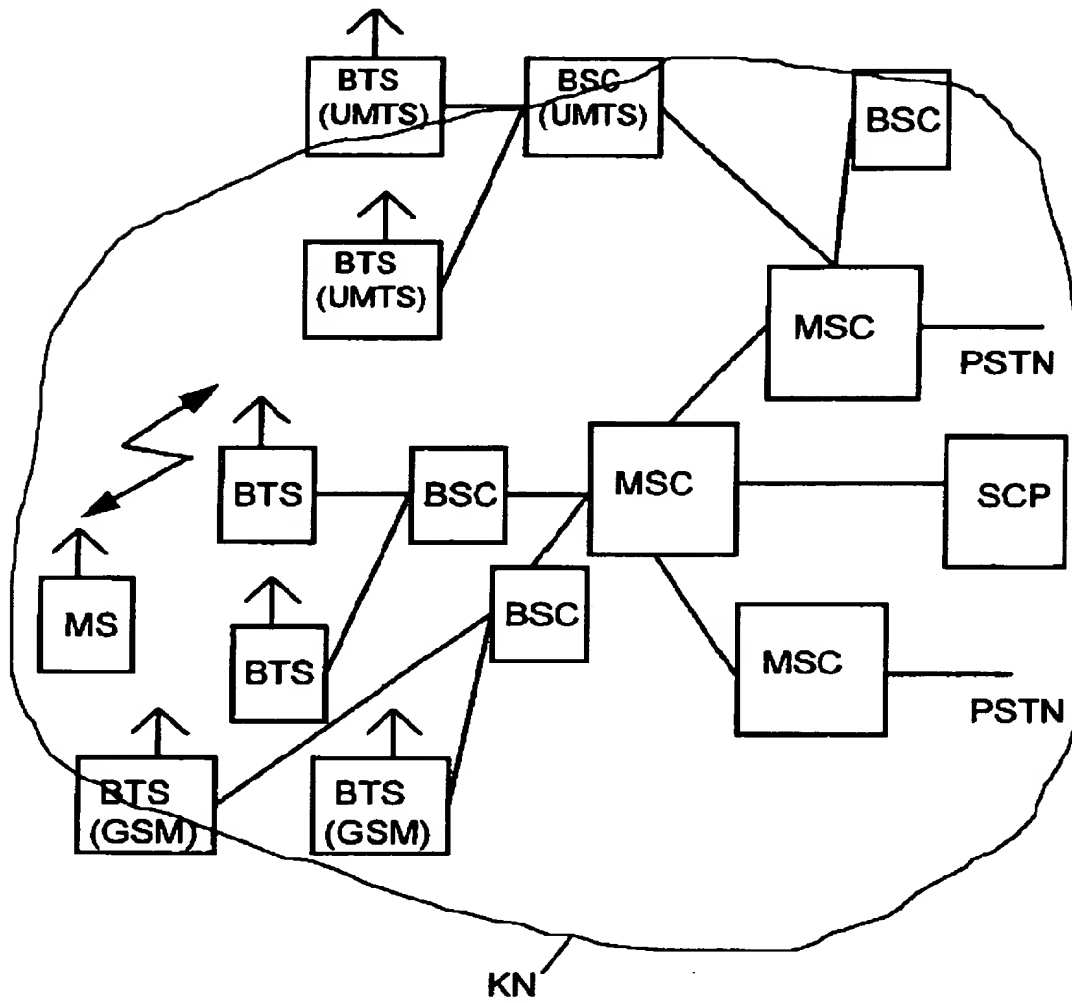 BTS
(UMTS)
BSC
(UMTS)
BSC
BTS
(UMTS)
MSC
PSTN
BTS
BSC
MSC
SCP
MS
BTS
BSC
MSC
PSTN
BTS
(GSM)
BTS
(GSM)
KN